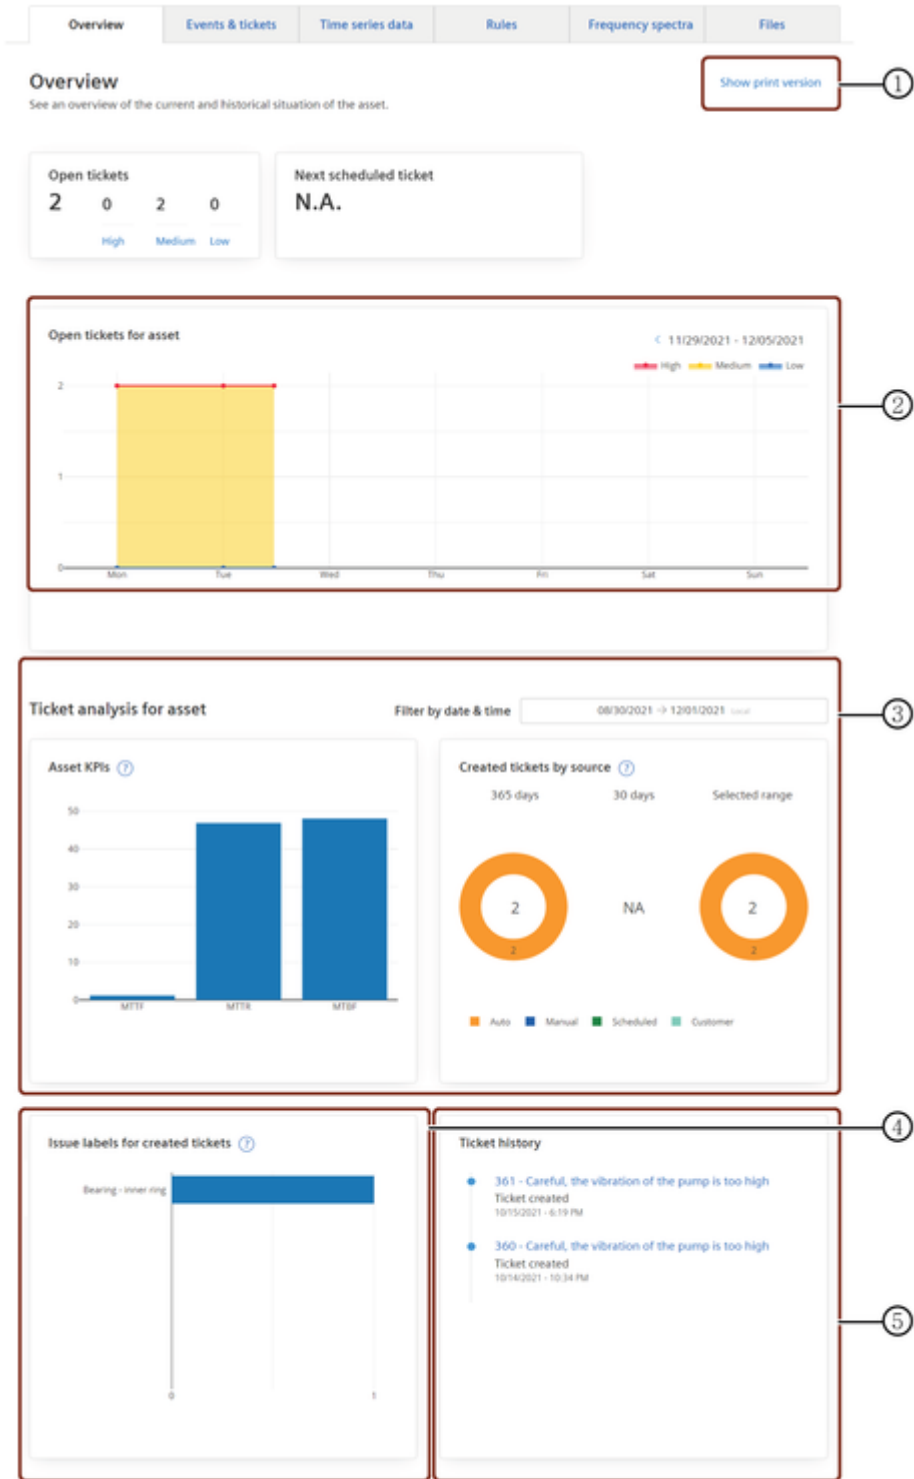 Overview Events & tickets Time series data Rules Frequency spectra Files
Overview
Show print version
①
See an overview of the current and historical situation of the asset.
Open tickets
2 0 2 0
High Medium Low
Next scheduled ticket
N.A.
Open tickets for asset
< 11/29/2021 - 12/05/2021
High Medium Low
②
2
1
0
Mon Tue Wed Thu Fri Sat Sun
Ticket analysis for asset
Filter by date & time
08/30/2021 → 12/01/2021 Local
③
Asset KPIs ?
50
40
30
20
10
0
MTTF MTTR MTBF
Created tickets by source ?
365 days 30 days Selected range
2 NA 2
2 2
Auto Manual Scheduled Customer
④
Issue labels for created tickets ?
Bearing - inner ring
0 1
Ticket history
361 - Careful, the vibration of the pump is too high
Ticket created
10/15/2021 - 6:19 PM
360 - Careful, the vibration of the pump is too high
Ticket created
10/14/2021 - 10:34 PM
⑤